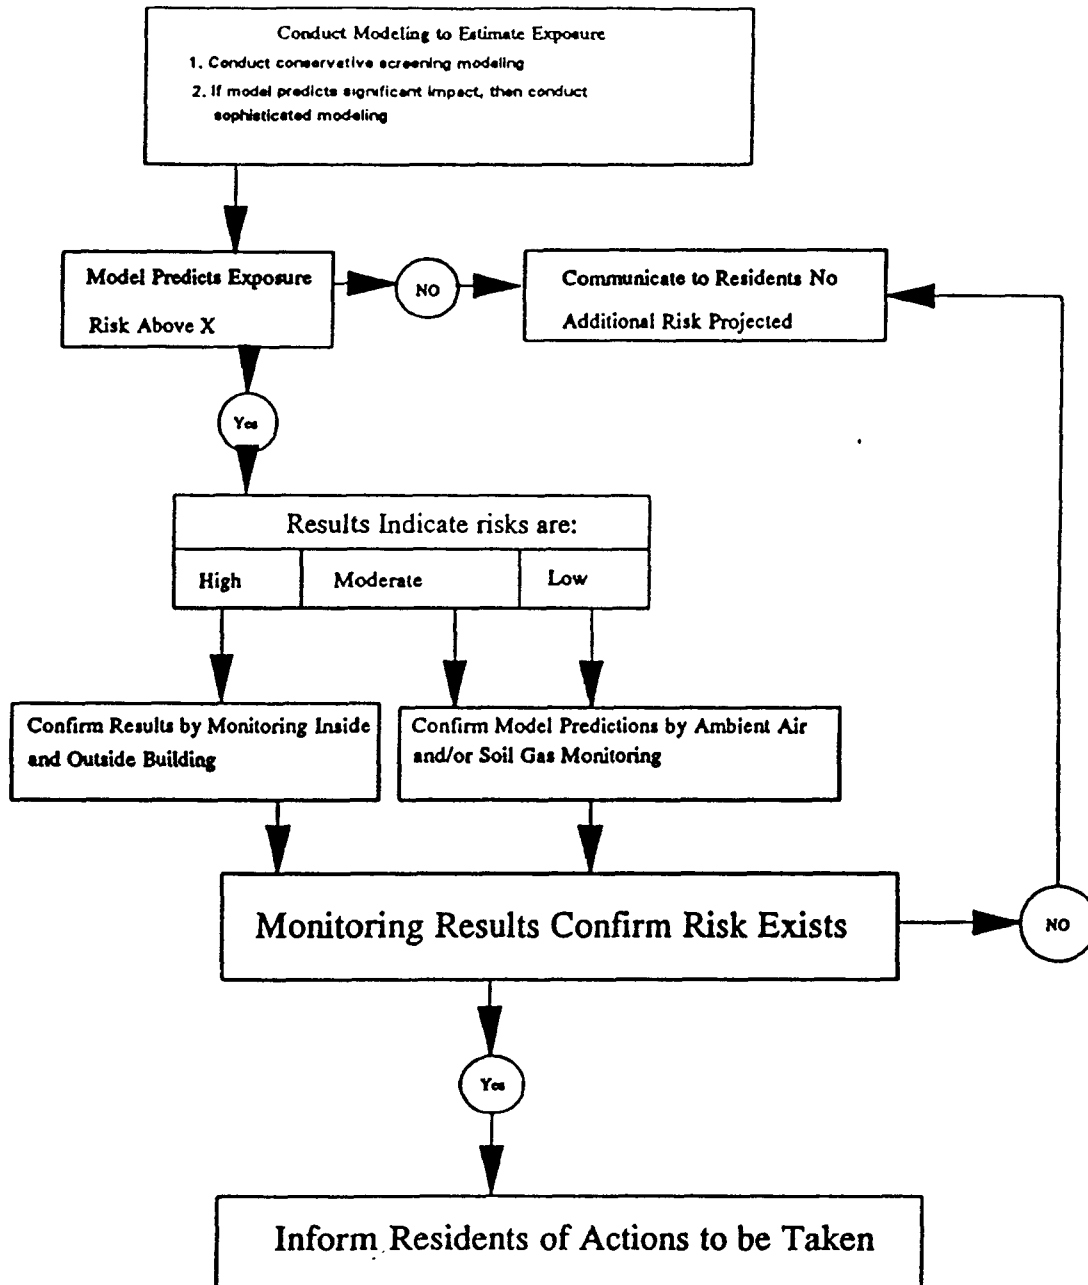 Conduct Modeling to Estimate Exposure
1. Conduct conservative screening modeling
2. If model predicts significant impact, then conduct
sophisticated modeling
Model Predicts Exposure
Risk Above X
NO
Communicate to Residents No
Additional Risk Projected
Yes
Results Indicate risks are:
High
Moderate
Low
Confirm Results by Monitoring Inside
and Outside Building
Confirm Model Predictions by Ambient Air
and/or Soil Gas Monitoring
Monitoring Results Confirm Risk Exists
NO
Yes
Inform Residents of Actions to be Taken